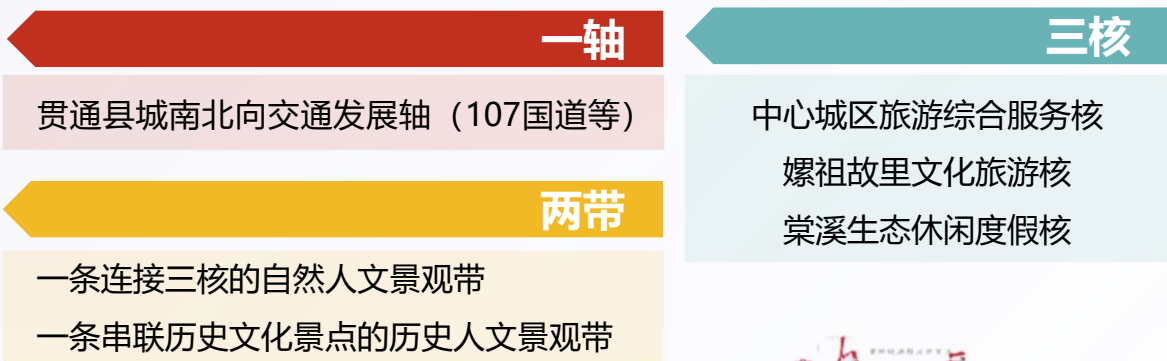 一轴
贯通县城南北向交通发展轴（107国道等）
两带
一条连接三核的自然人文景观带
一条串联历史文化景点的历史人文景观带
三核
中心城区旅游综合服务核
嫘祖故里文化旅游核
棠溪生态休闲度假核